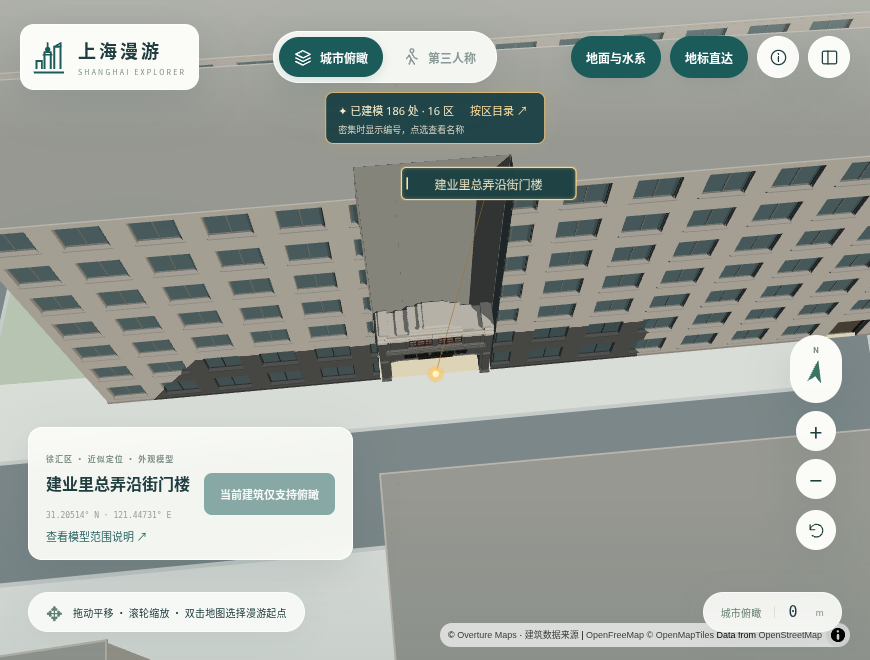 上海漫游
SHANGHAI EXPLORER
城市俯瞰
第三人称
地面与水系
地标直达
✦ 已建模 186 处 · 16 区 按区目录 ↗
密集时显示编号，点选查看名称
建业里总弄沿街门楼
N
+
−
徐汇区 · 近似定位 · 外观模型
建业里总弄沿街门楼
当前建筑仅支持俯瞰
31.20514° N · 121.44731° E
查看模型范围说明 ↗
拖动平移 · 滚轮缩放 · 双击地图选择漫游起点
城市俯瞰 0 m
© Overture Maps · 建筑数据来源 | OpenFreeMap © OpenMapTiles Data from OpenStreetMap